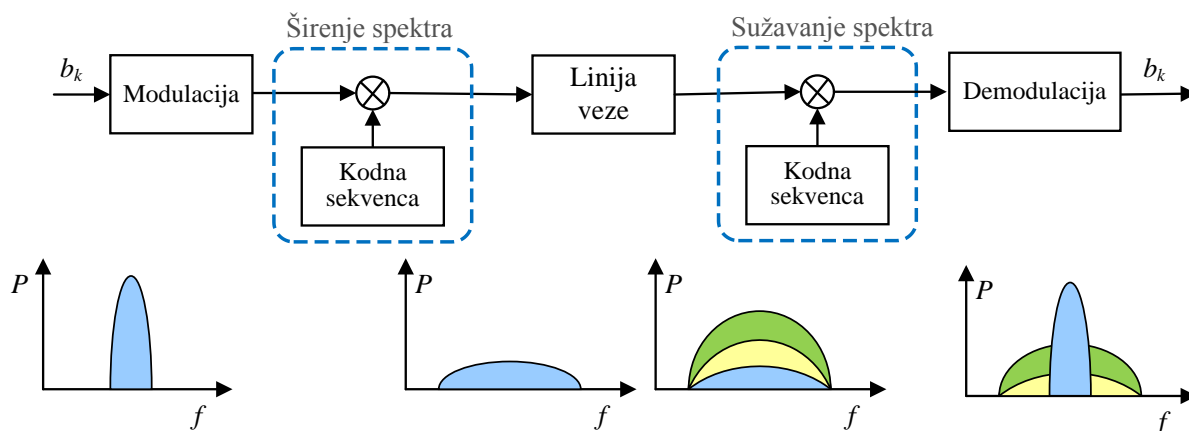 Širenje spektra
Sužavanje spektra
b_k
Modulacija
Linija
veze
Demodulacija
b_k
Kodna
sekvenca
Kodna
sekvenca
P
f
P
f
P
f
P
f